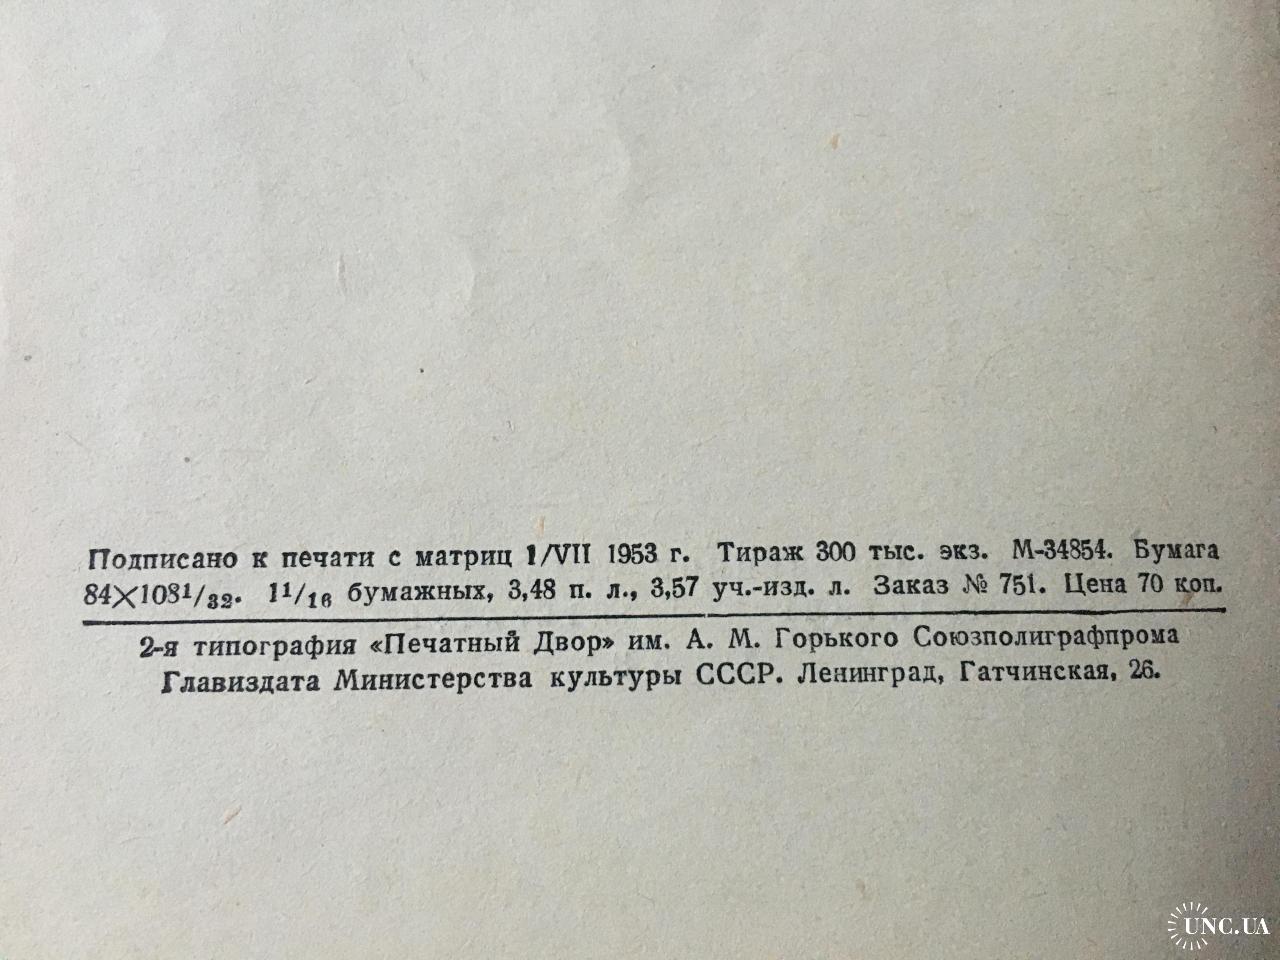 Подписано к печати с матриц 1/VII 1953 г. Тираж 300 тыс. экз. М-34854. Бумага
84×108¹/₃₂. 1¹/₁₆ бумажных, 3,48 п. л., 3,57 уч.-изд. л. Заказ № 751. Цена 70 коп.
2-я типография «Печатный Двор» им. А. М. Горького Союзполиграфпрома
Главиздата Министерства культуры СССР. Ленинград, Гатчинская, 26.
UNC.UA